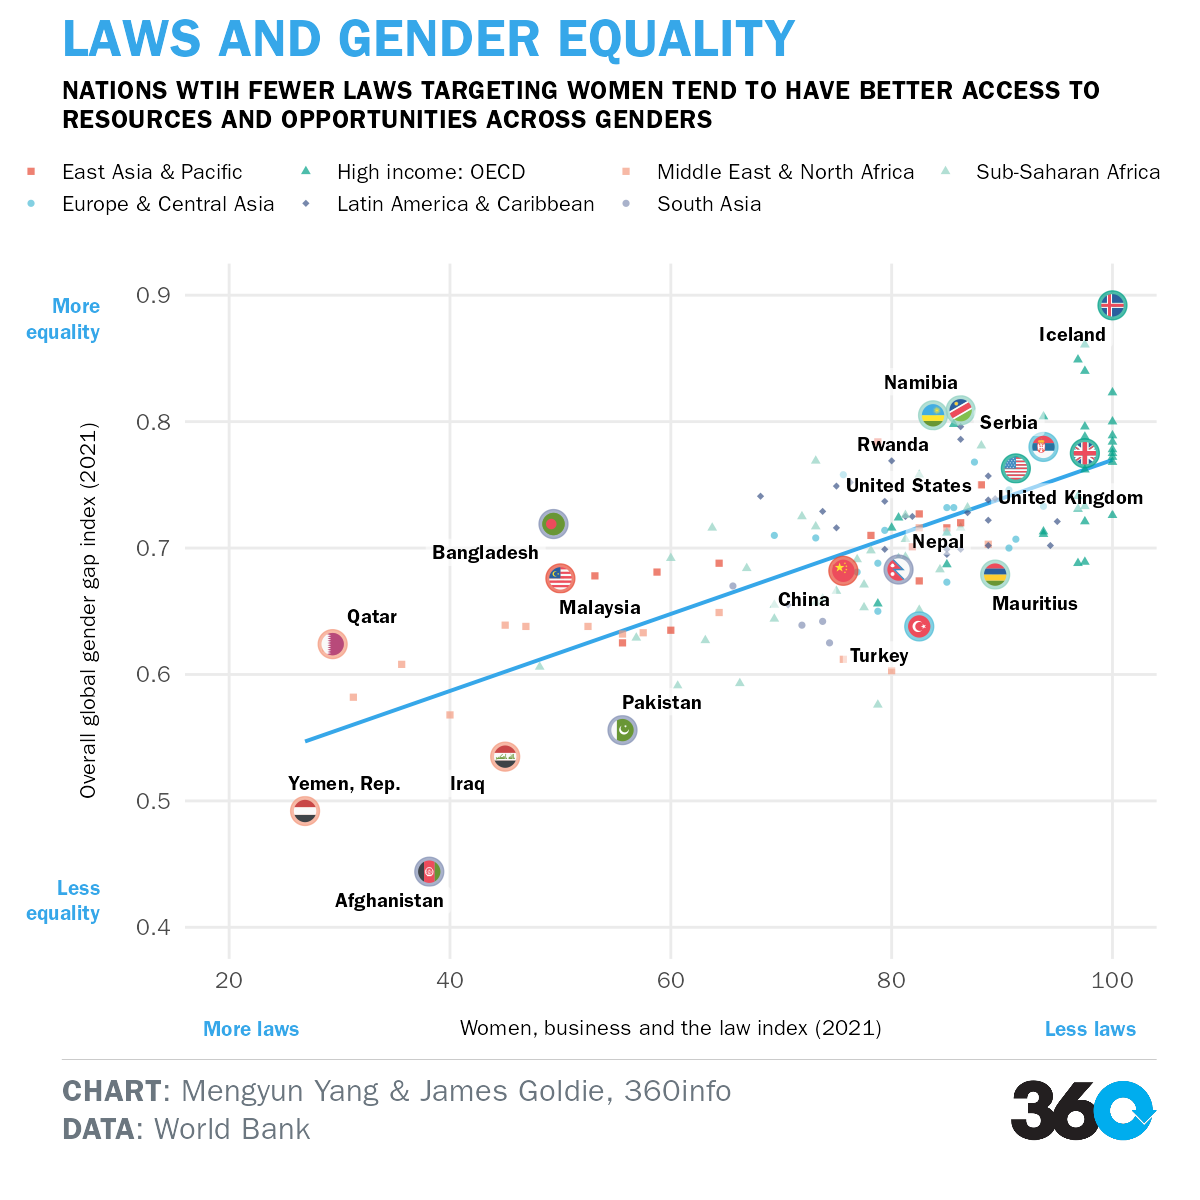 LAWS AND GENDER EQUALITY
NATIONS WTIH FEWER LAWS TARGETING WOMEN TEND TO HAVE BETTER ACCESS TO
RESOURCES AND OPPORTUNITIES ACROSS GENDERS
East Asia & Pacific
High income: OECD
Middle East & North Africa
Sub-Saharan Africa
Europe & Central Asia
Latin America & Caribbean
South Asia
More
equality
0.9
0.8
0.7
0.6
0.5
0.4
Less
equality
Overall global gender gap index (2021)
Iceland
Namibia
Serbia
Rwanda
United States
United Kingdom
Bangladesh
Nepal
Malaysia
China
Mauritius
Qatar
Turkey
Pakistan
Yemen, Rep.
Iraq
Afghanistan
20
40
60
80
100
More laws
Women, business and the law index (2021)
Less laws
CHART: Mengyun Yang & James Goldie, 360info
DATA: World Bank
360